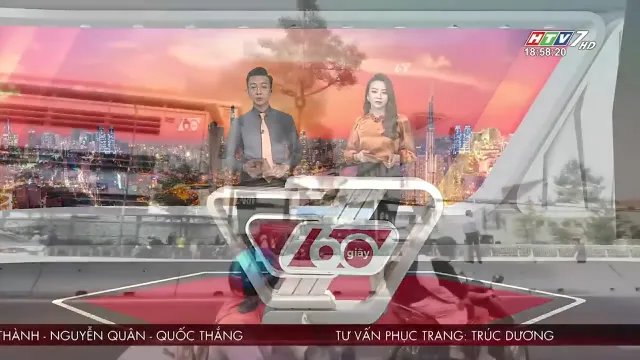 HTV7 HD
18:58:20
60 giây
THÀNH - NGUYỄN QUÂN - QUỐC THẮNG TƯ VẤN PHỤC TRANG: TRÚC DƯƠNG